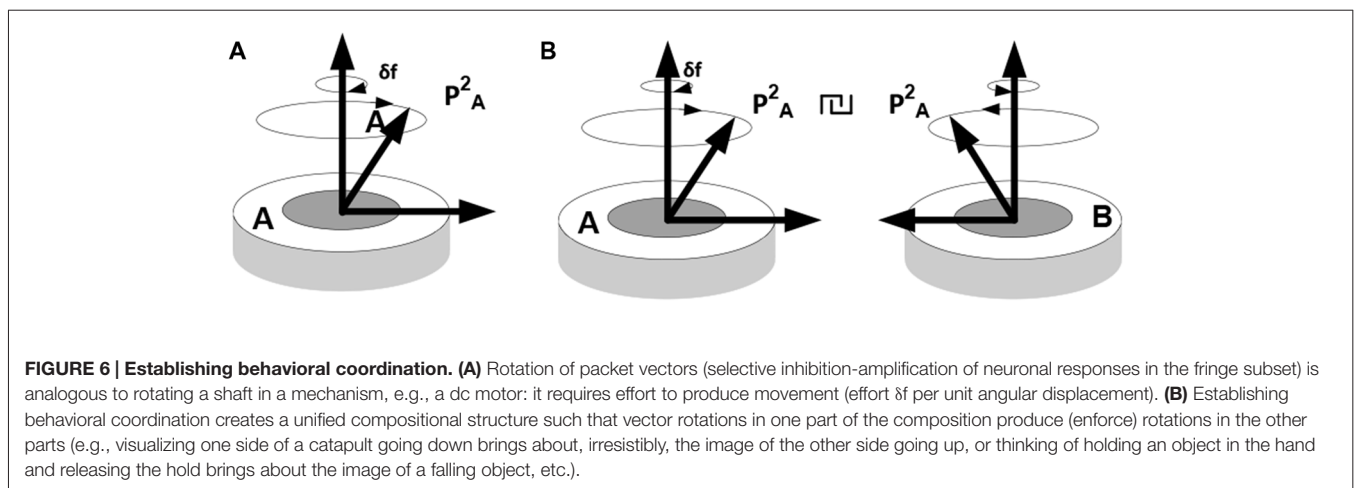 A
δf
P²A
A
A
B
δf
P²A
P²A
A
B
FIGURE 6 | Establishing behavioral coordination. (A) Rotation of packet vectors (selective inhibition-amplification of neuronal responses in the fringe subset) is
analogous to rotating a shaft in a mechanism, e.g., a dc motor: it requires effort to produce movement (effort δf per unit angular displacement). (B) Establishing
behavioral coordination creates a unified compositional structure such that vector rotations in one part of the composition produce (enforce) rotations in the other
parts (e.g., visualizing one side of a catapult going down brings about, irresistibly, the image of the other side going up, or thinking of holding an object in the hand
and releasing the hold brings about the image of a falling object, etc.).